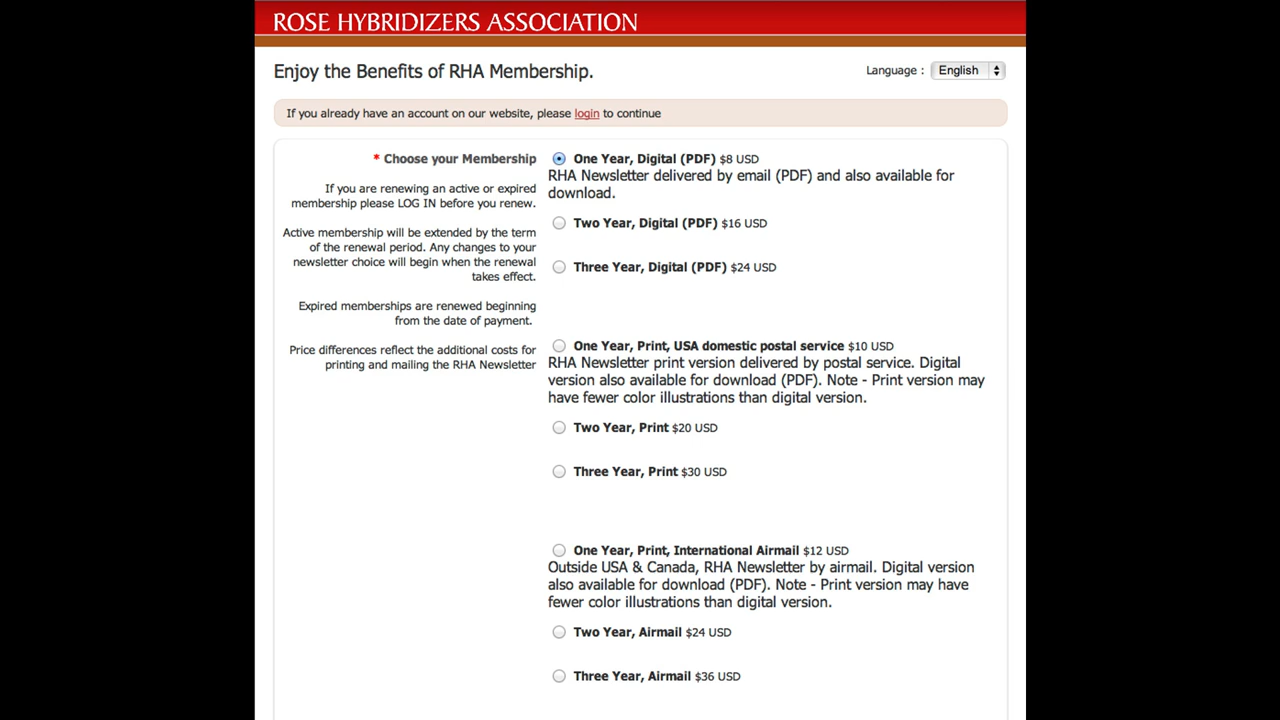 ROSE HYBRIDIZERS ASSOCIATION
Enjoy the Benefits of RHA Membership.
Language :
English
If you already have an account on our website, please login to continue
* Choose your Membership
If you are renewing an active or expired
membership please LOG IN before you renew.
Active membership will be extended by the term
of the renewal period. Any changes to your
newsletter choice will begin when the renewal
takes effect.
Expired memberships are renewed beginning
from the date of payment.
Price differences reflect the additional costs for
printing and mailing the RHA Newsletter
One Year, Digital (PDF) $8 USD
RHA Newsletter delivered by email (PDF) and also available for
download.
Two Year, Digital (PDF) $16 USD
Three Year, Digital (PDF) $24 USD
One Year, Print, USA domestic postal service $10 USD
RHA Newsletter print version delivered by postal service. Digital
version also available for download (PDF). Note - Print version may
have fewer color illustrations than digital version.
Two Year, Print $20 USD
Three Year, Print $30 USD
One Year, Print, International Airmail $12 USD
Outside USA & Canada, RHA Newsletter by airmail. Digital version
also available for download (PDF). Note - Print version may have
fewer color illustrations than digital version.
Two Year, Airmail $24 USD
Three Year, Airmail $36 USD